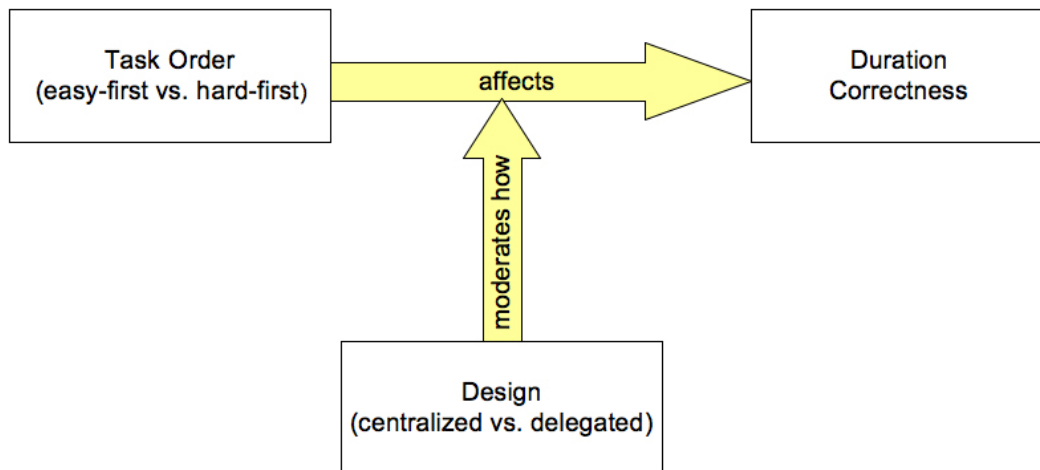 Task Order
(easy-first vs. hard-first)
affects
Duration
Correctness
moderates how
Design
(centralized vs. delegated)